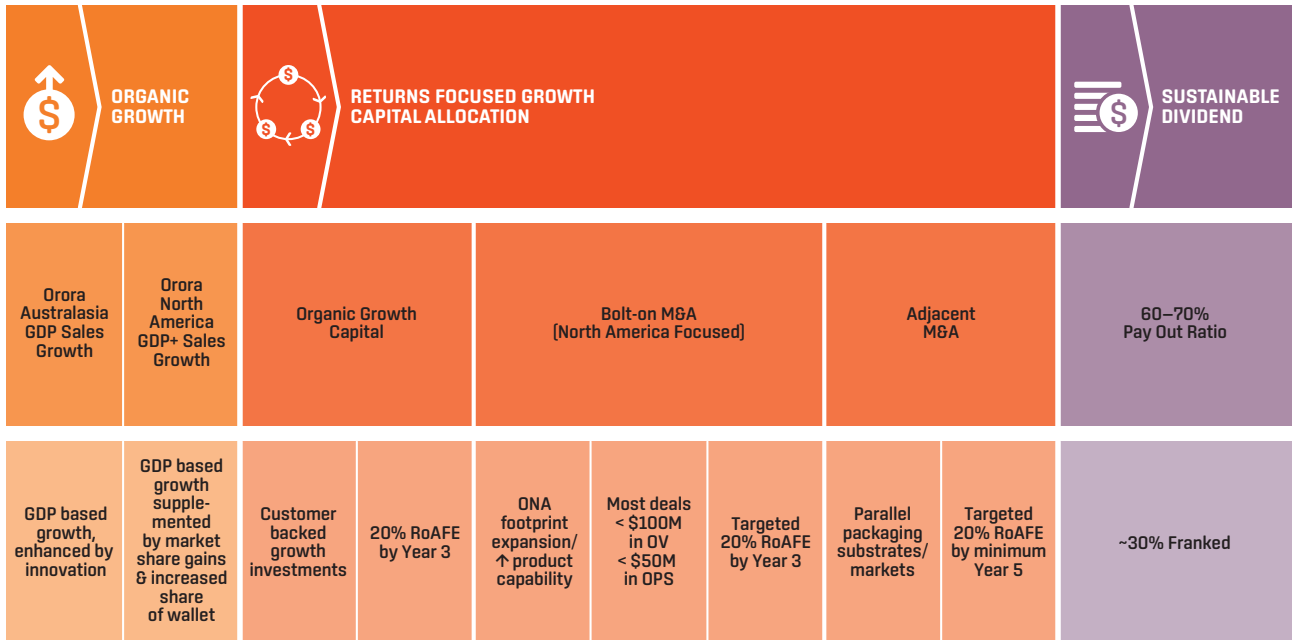 ORGANIC
GROWTH
RETURNS FOCUSED GROWTH
CAPITAL ALLOCATION
SUSTAINABLE
DIVIDEND
Orora
Australasia
GDP Sales
Growth
Orora
North
America
GDP+ Sales
Growth
Organic Growth
Capital
Bolt-on M&A
(North America Focused)
Adjacent
M&A
60–70%
Pay Out Ratio
GDP based
growth,
enhanced by
innovation
GDP based
growth
supple-
mented
by market
share gains
& increased
share
of wallet
Customer
backed
growth
investments
20% RoAFE
by Year 3
ONA
footprint
expansion/
↑ product
capability
Most deals
< $100M
in OV
< $50M
in OPS
Targeted
20% RoAFE
by Year 3
Parallel
packaging
substrates/
markets
Targeted
20% RoAFE
by minimum
Year 5
~30% Franked